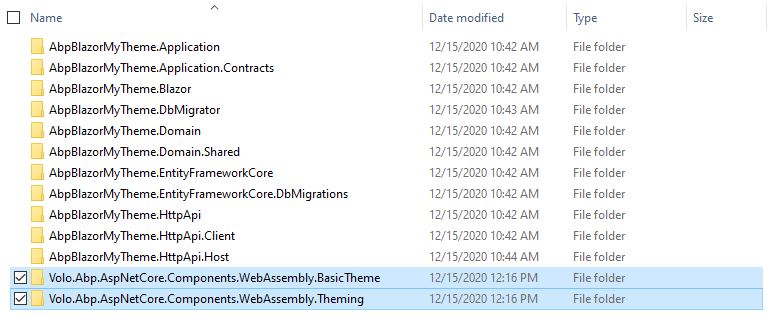 Name Date modified Type Size
AbpBlazorMyTheme.Application 12/15/2020 10:42 AM File folder
AbpBlazorMyTheme.Application.Contracts 12/15/2020 10:42 AM File folder
AbpBlazorMyTheme.Blazor 12/15/2020 10:42 AM File folder
AbpBlazorMyTheme.DbMigrator 12/15/2020 10:43 AM File folder
AbpBlazorMyTheme.Domain 12/15/2020 10:42 AM File folder
AbpBlazorMyTheme.Domain.Shared 12/15/2020 10:42 AM File folder
AbpBlazorMyTheme.EntityFrameworkCore 12/15/2020 10:42 AM File folder
AbpBlazorMyTheme.EntityFrameworkCore.DbMigrations 12/15/2020 10:42 AM File folder
AbpBlazorMyTheme.HttpApi 12/15/2020 10:42 AM File folder
AbpBlazorMyTheme.HttpApi.Client 12/15/2020 10:42 AM File folder
AbpBlazorMyTheme.HttpApi.Host 12/15/2020 10:44 AM File folder
Volo.Abp.AspNetCore.Components.WebAssembly.BasicTheme 12/15/2020 12:16 PM File folder
Volo.Abp.AspNetCore.Components.WebAssembly.Theming 12/15/2020 12:16 PM File folder